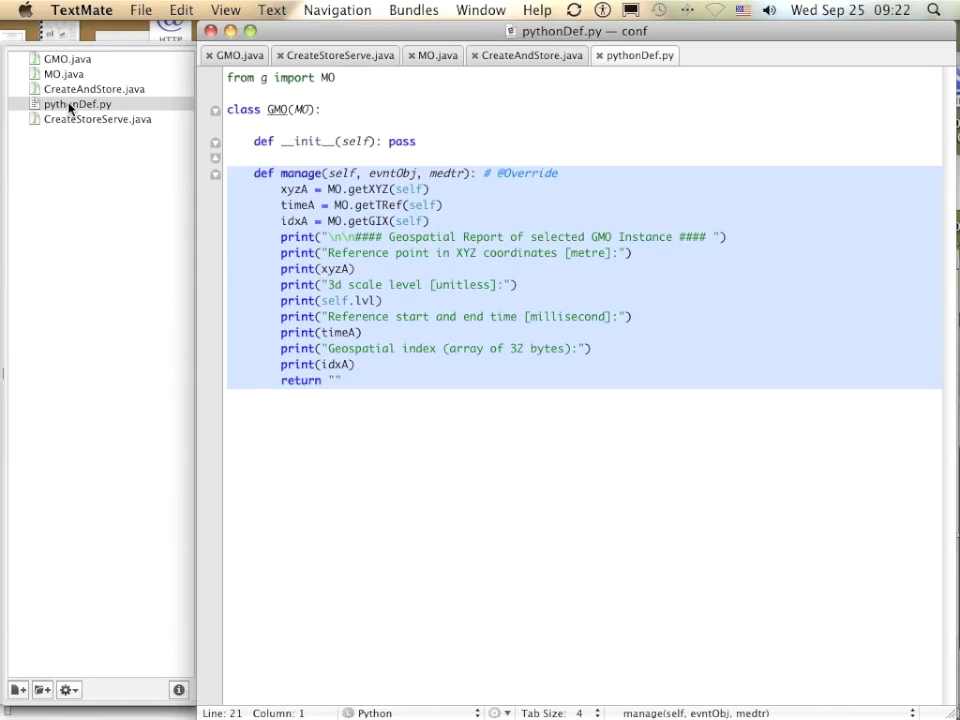 TextMate File Edit View Text Navigation Bundles Window Help Wed Sep 25 09:22
HTTP
pythonDef.py — conf
GMO.java
MO.java
CreateAndStore.java
pythonDef.py
CreateStoreServe.java
GMO.java CreateStoreServe.java MO.java CreateAndStore.java pythonDef.py
from g import MO
class GMO(MO):
def __init__(self): pass
def manage(self, evntObj, medtr): # @Override
xyzA = MO.getXYZ(self)
timeA = MO.getTRef(self)
idxA = MO.getGIX(self)
print("\n\n#### Geospatial Report of selected GMO Instance #### ")
print("Reference point in XYZ coordinates [metre]:")
print(xyzA)
print("3d scale level [unitless]:")
print(self.lvl)
print("Reference start and end time [millisecond]:")
print(timeA)
print("Geospatial index (array of 32 bytes):")
print(idxA)
return ""
Line: 21 Column: 1 Python Tab Size: 4 manage(self, evntObj, medtr)